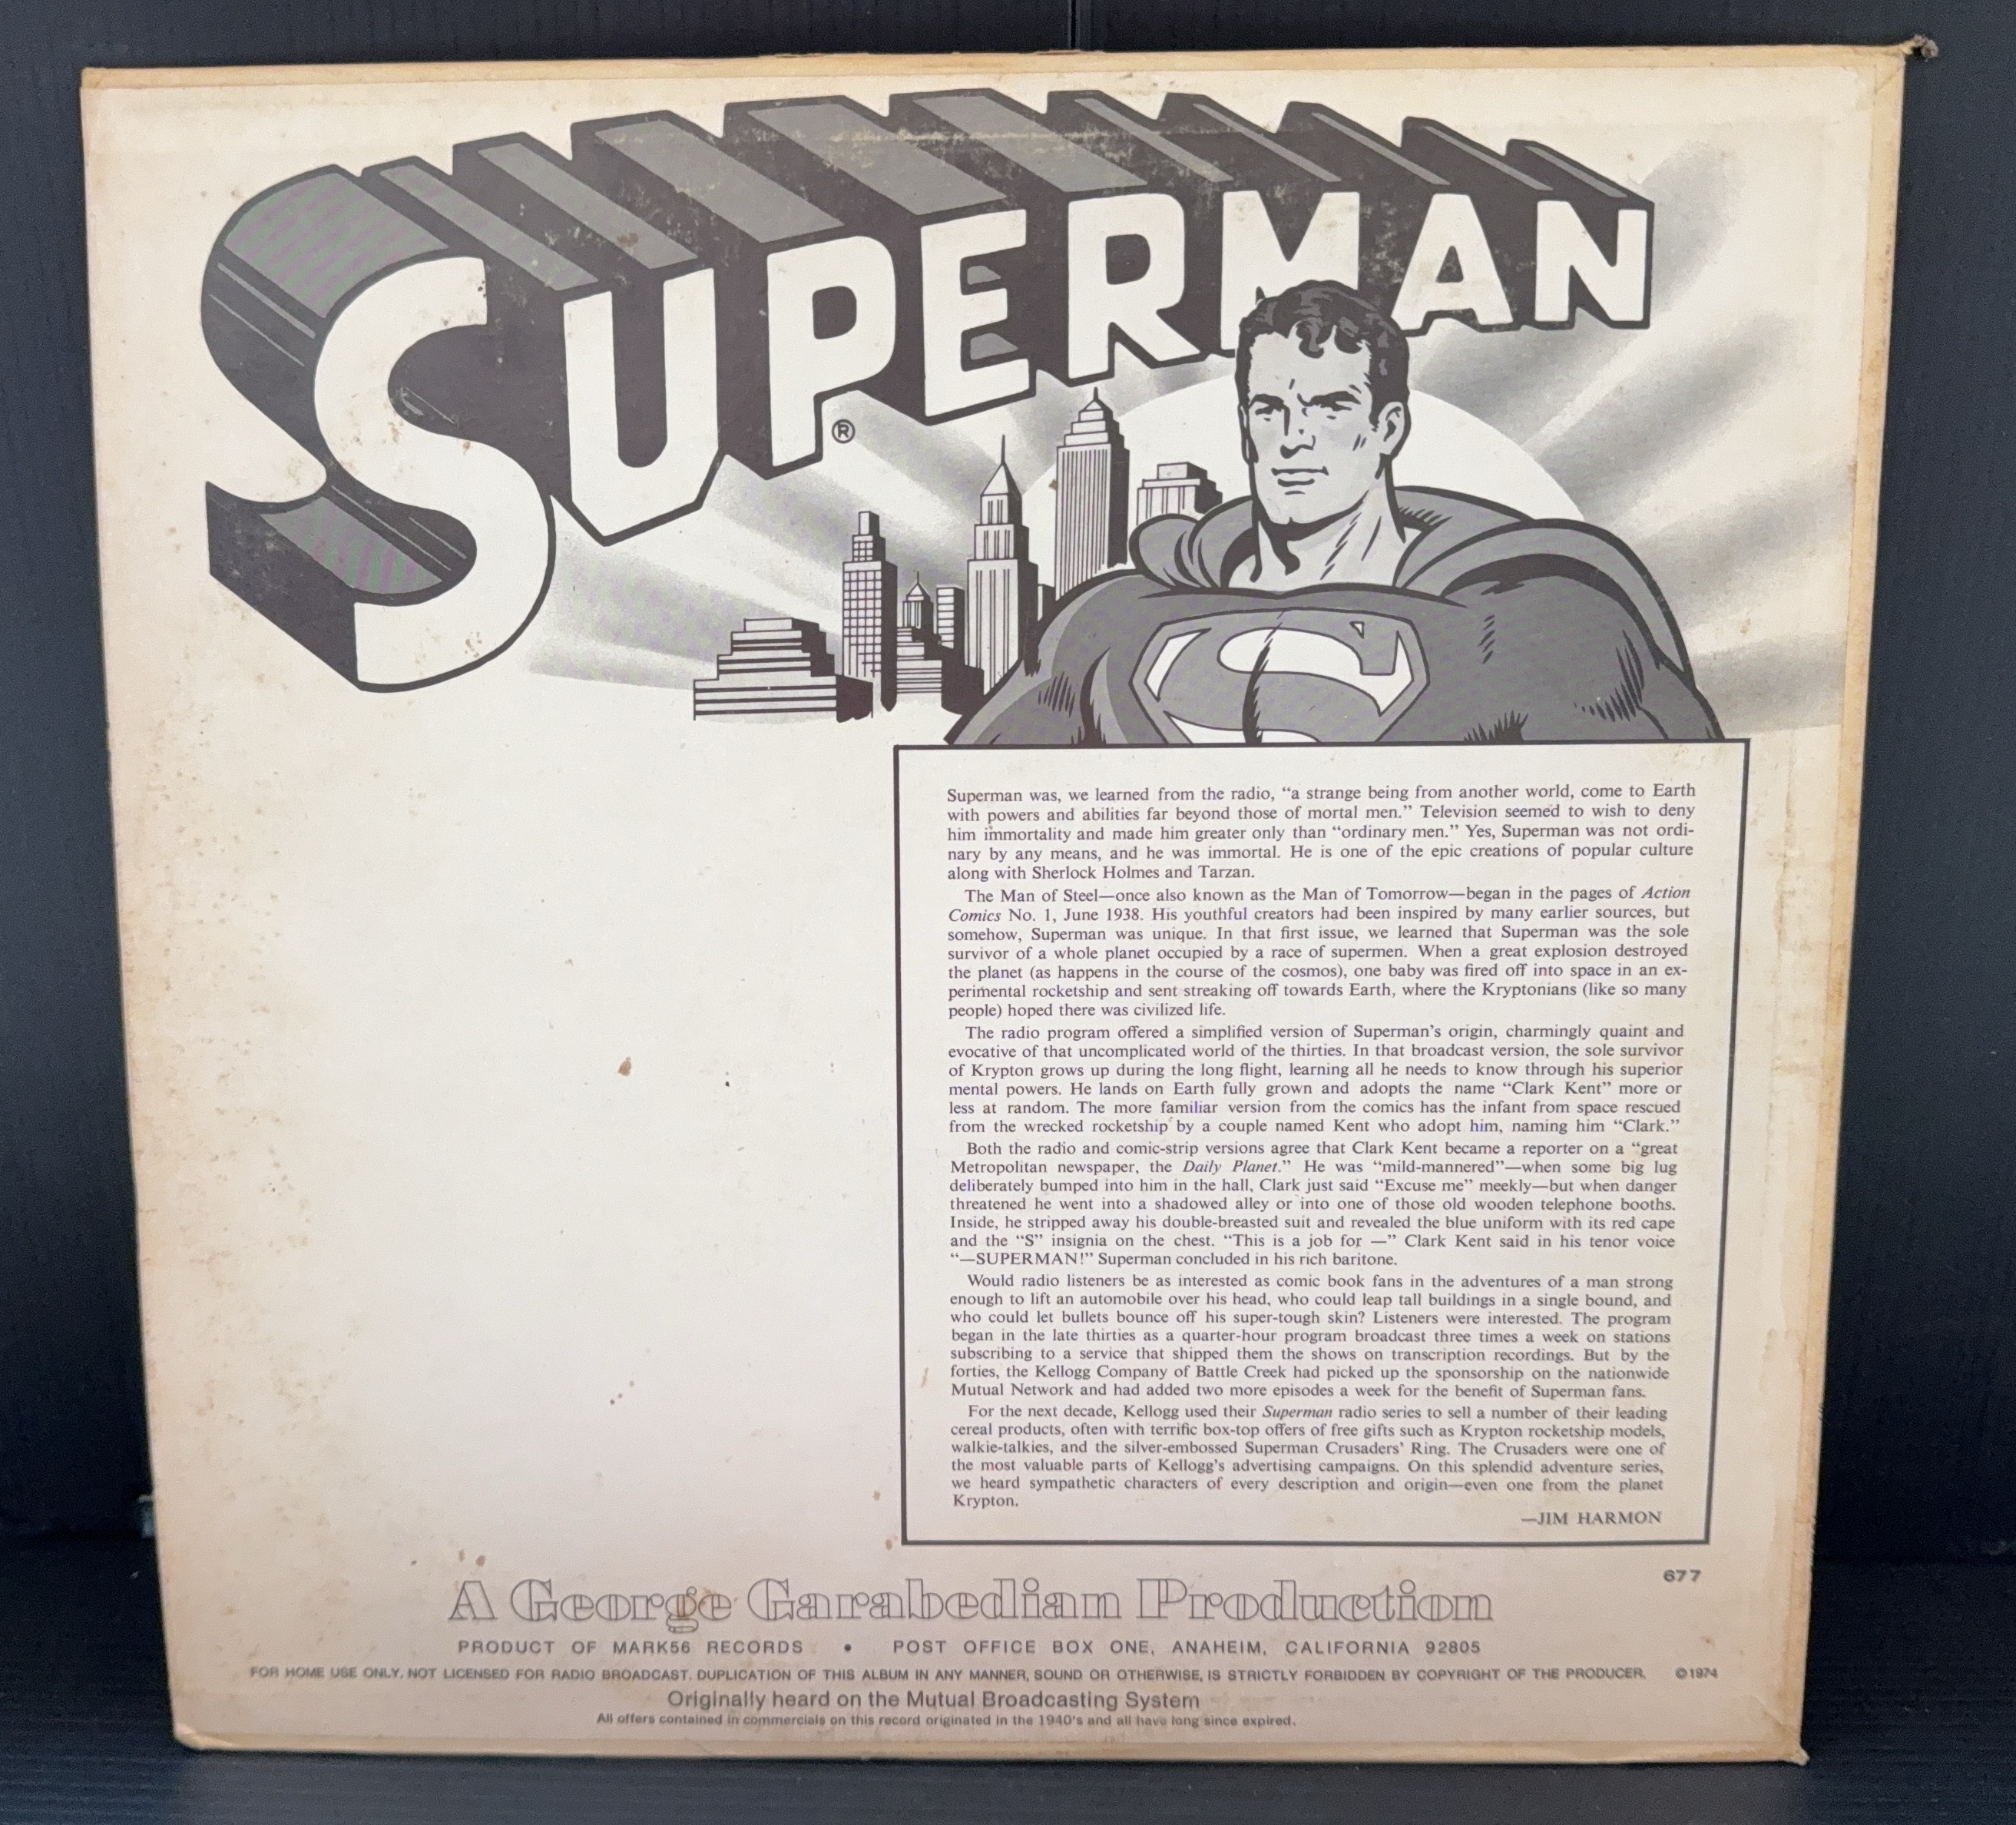 SUPERMAN
®
Superman was, we learned from the radio, “a strange being from another world, come to Earth
with powers and abilities far beyond those of mortal men.” Television seemed to wish to deny
him immortality and made him greater only than “ordinary men.” Yes, Superman was not ordi-
nary by any means, and he was immortal. He is one of the epic creations of popular culture
along with Sherlock Holmes and Tarzan.
The Man of Steel—once also known as the Man of Tomorrow—began in the pages of Action
Comics No. 1, June 1938. His youthful creators had been inspired by many earlier sources, but
somehow, Superman was unique. In that first issue, we learned that Superman was the sole
survivor of a whole planet occupied by a race of supermen. When a great explosion destroyed
the planet (as happens in the course of the cosmos), one baby was fired off into space in an ex-
perimental rocketship and sent streaking off towards Earth, where the Kryptonians (like so many
people) hoped there was civilized life.
The radio program offered a simplified version of Superman’s origin, charmingly quaint and
evocative of that uncomplicated world of the thirties. In that broadcast version, the sole survivor
of Krypton grows up during the long flight, learning all he needs to know through his superior
mental powers. He lands on Earth fully grown and adopts the name “Clark Kent” more or
less at random. The more familiar version from the comics has the infant from space rescued
from the wrecked rocketship by a couple named Kent who adopt him, naming him “Clark.”
Both the radio and comic-strip versions agree that Clark Kent became a reporter on a “great
Metropolitan newspaper, the Daily Planet.” He was “mild-mannered”—when some big lug
deliberately bumped into him in the hall, Clark just said “Excuse me” meekly—but when danger
threatened he went into a shadowed alley or into one of those old wooden telephone booths.
Inside, he stripped away his double-breasted suit and revealed the blue uniform with its red cape
and the “S” insignia on the chest. “This is a job for —” Clark Kent said in his tenor voice
“—SUPERMAN!” Superman concluded in his rich baritone.
Would radio listeners be as interested as comic book fans in the adventures of a man strong
enough to lift an automobile over his head, who could leap tall buildings in a single bound, and
who could let bullets bounce off his super-tough skin? Listeners were interested. The program
began in the late thirties as a quarter-hour program broadcast three times a week on stations
subscribing to a service that shipped them the shows on transcription recordings. But by the
forties, the Kellogg Company of Battle Creek had picked up the sponsorship on the nationwide
Mutual Network and had added two more episodes a week for the benefit of Superman fans.
For the next decade, Kellogg used their Superman radio series to sell a number of their leading
cereal products, often with terrific box-top offers of free gifts such as Krypton rocketship models,
walkie-talkies, and the silver-embossed Superman Crusaders’ Ring. The Crusaders were one of
the most valuable parts of Kellogg’s advertising campaigns. On this splendid adventure series,
we heard sympathetic characters of every description and origin—even one from the planet
Krypton.
—JIM HARMON
677
A George Garabedian Production
PRODUCT OF MARK56 RECORDS • POST OFFICE BOX ONE, ANAHEIM, CALIFORNIA 92805
FOR HOME USE ONLY. NOT LICENSED FOR RADIO BROADCAST. DUPLICATION OF THIS ALBUM IN ANY MANNER, SOUND OR OTHERWISE, IS STRICTLY FORBIDDEN BY COPYRIGHT OF THE PRODUCER. ©1974
Originally heard on the Mutual Broadcasting System
All offers contained in commercials on this record originated in the 1940's and all have long since expired.